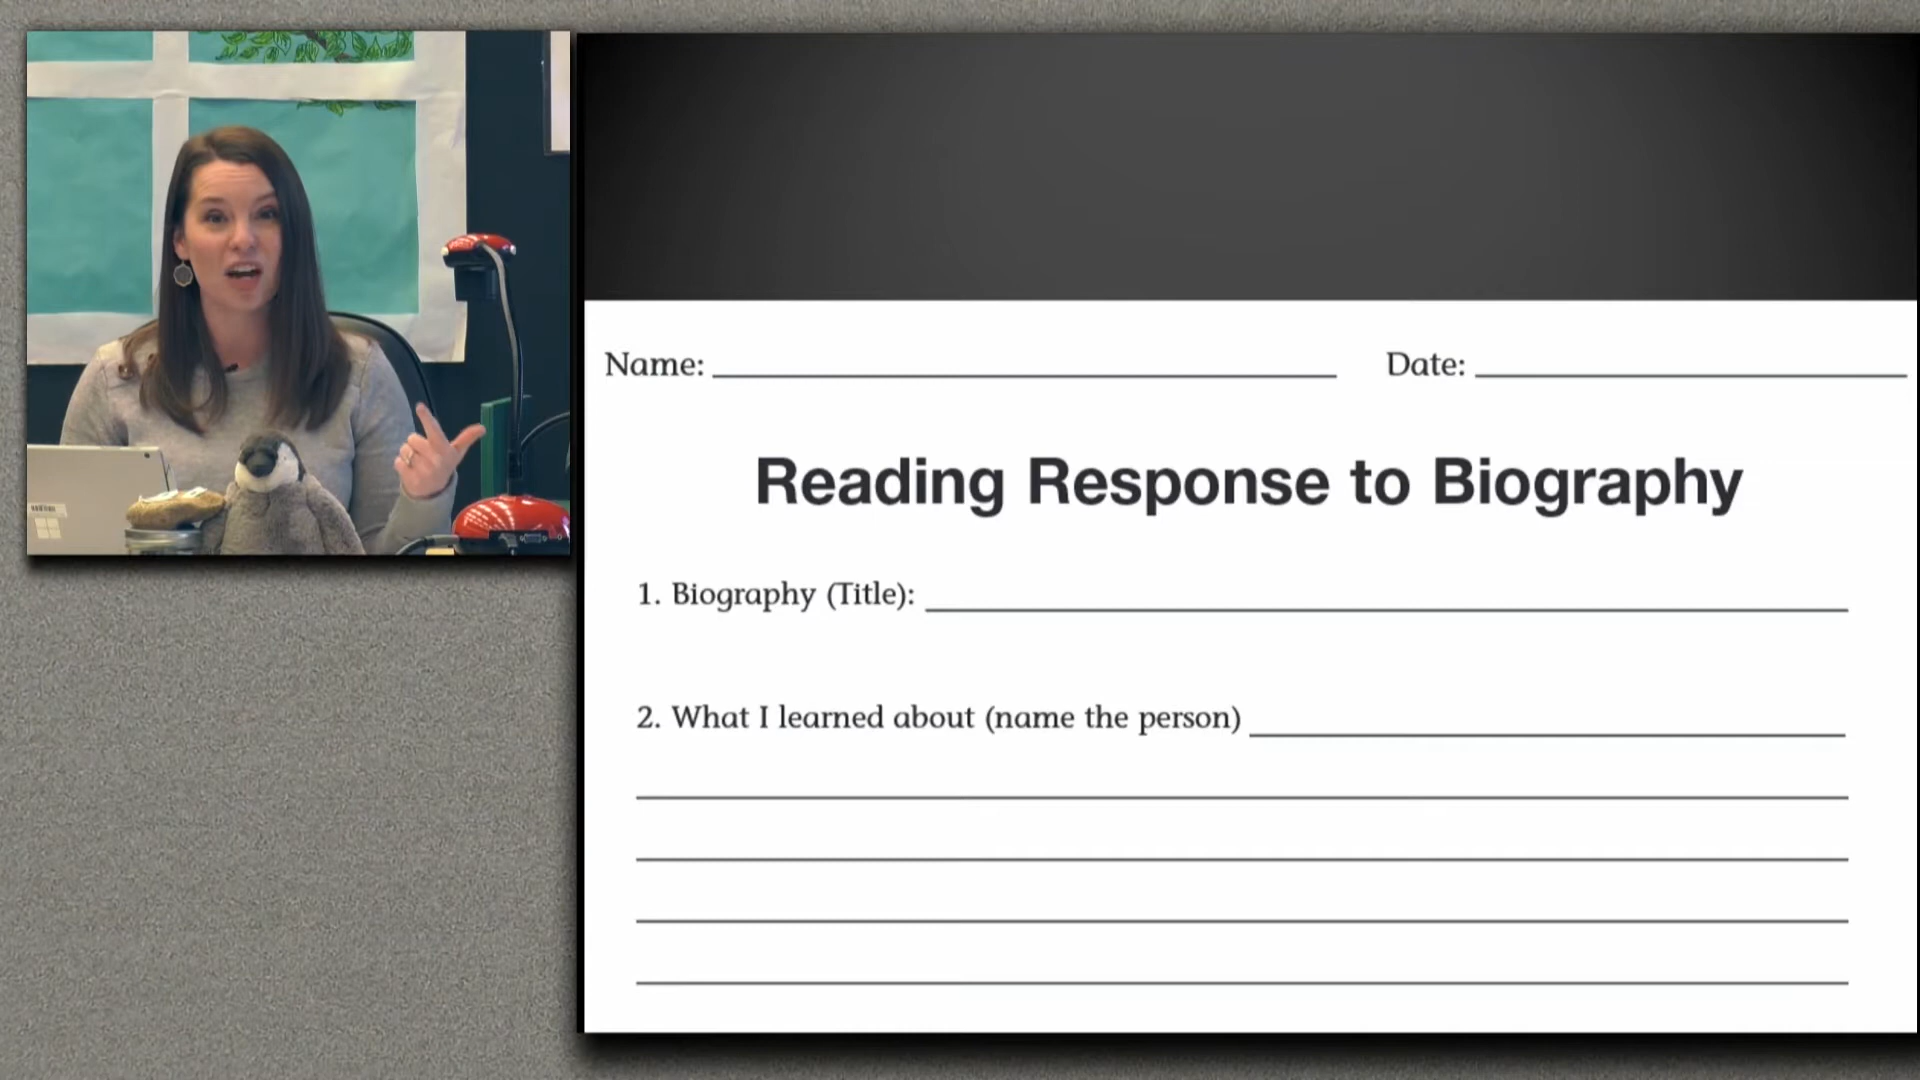 Name: Date:
Reading Response to Biography
1. Biography (Title):
2. What I learned about (name the person)